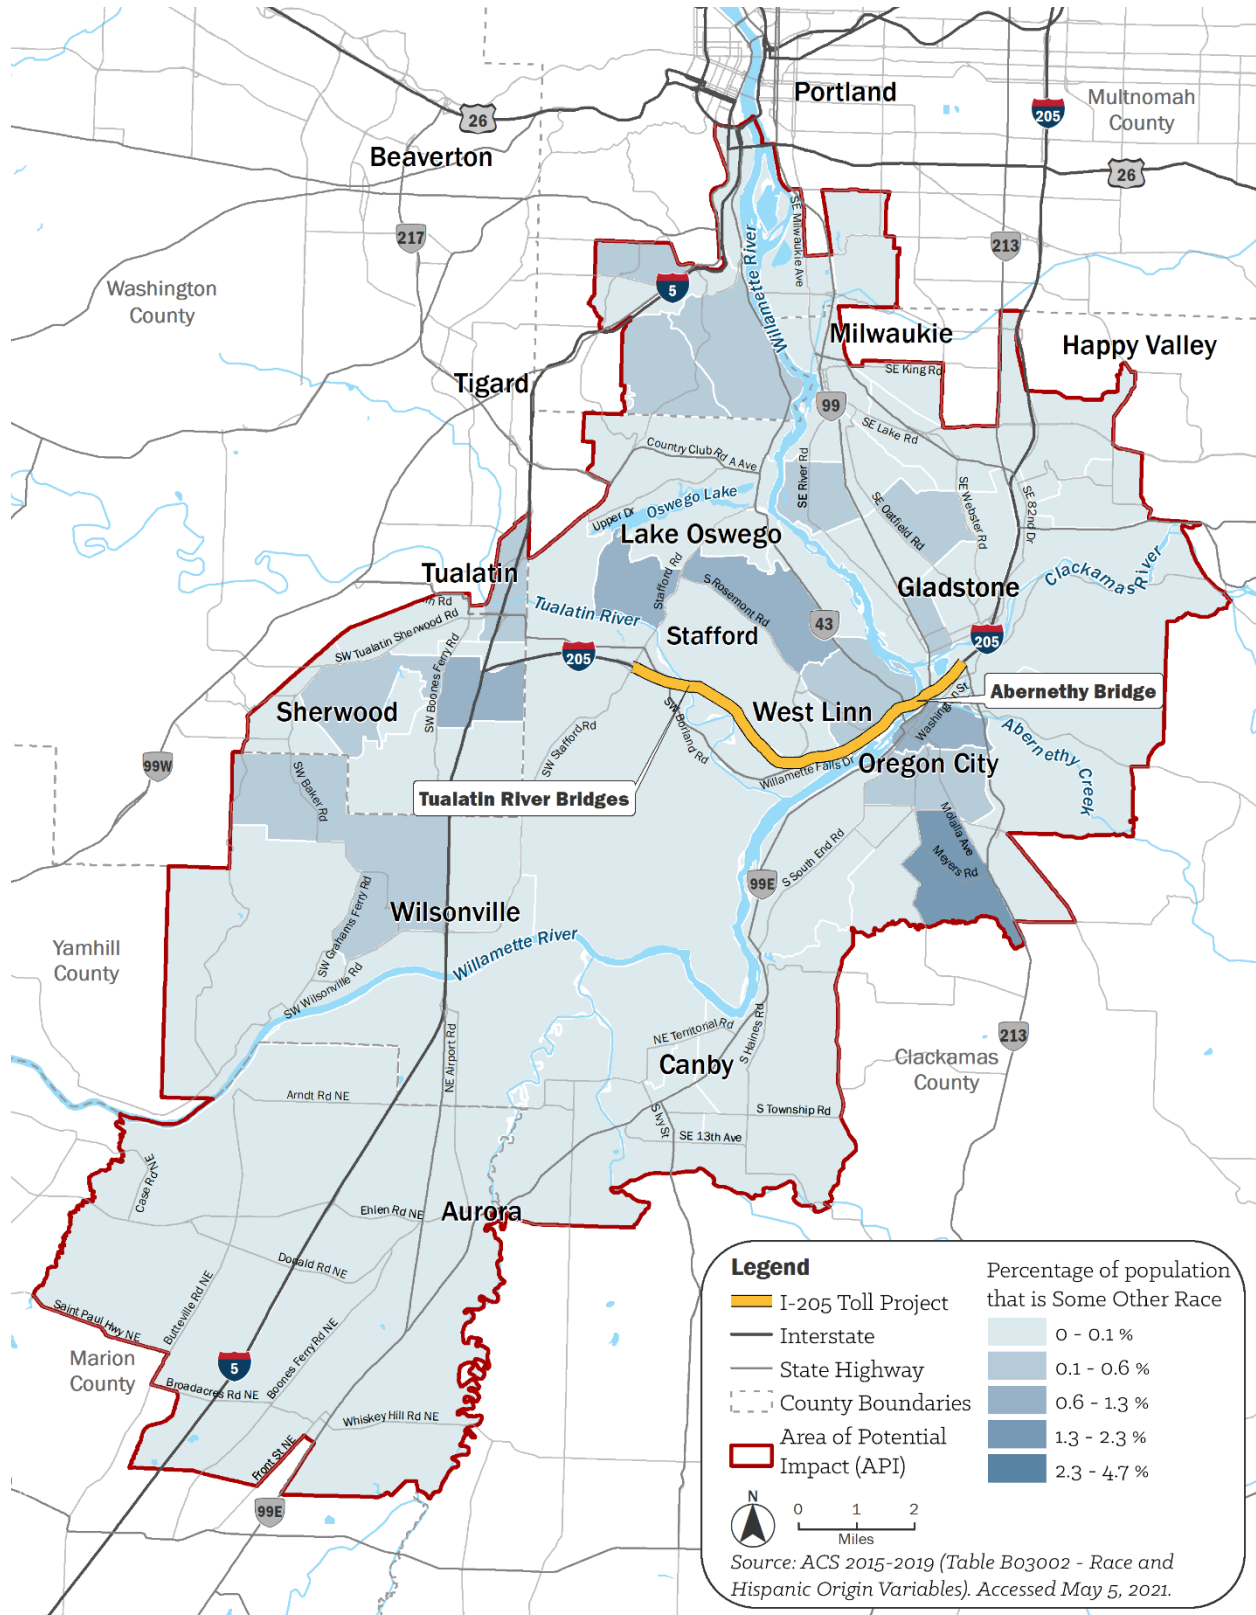 Portland
Multnomah
County
205
26
Beaverton
26
217
213
Washington
County
SE Milwaukie Ave
Willamette River
5
Milwaukie
Happy Valley
SE King Rd
Tigard
99
SE Lake Rd
Country Club Rd
A Ave
SE River Rd
SE Oatfield Rd
SE Webster Rd
SE 82nd Dr
Upper Dr
Oswego Lake
Lake Oswego
Tualatin
Stafford Rd
S Rosemont Rd
Gladstone
Clackamas River
Tualatin River
SW Tualatin Sherwood Rd
SW Boones Ferry Rd
Stafford
43
205
205
Abernethy Bridge
Sherwood
West Linn
Washington St
SW Borland Rd
SW Stafford Rd
Abernethy Creek
99W
SW Baker Rd
Willamette Falls Dr
Oregon City
Tualatin River Bridges
Molalla Ave
Meyers Rd
S South End Rd
99E
Wilsonville
SW Grahams Ferry Rd
Willamette River
Yamhill
County
SW Wilsonville Rd
NE Airport Rd
NE Territorial Rd
S Haines Rd
213
Canby
Clackamas
County
Arndt Rd NE
S Ivy St
S Township Rd
SE 13th Ave
Case Rd NE
Ehlen Rd NE
Aurora
Donald Rd NE
Butteville Rd NE
Saint Paul Hwy NE
Boones Ferry Rd NE
Marion
County
5
Broadacres Rd NE
Whiskey Hill Rd NE
Front St NE
99E
Legend
I-205 Toll Project
Interstate
State Highway
County Boundaries
Area of Potential
Impact (API)
Percentage of population
that is Some Other Race
0 - 0.1 %
0.1 - 0.6 %
0.6 - 1.3 %
1.3 - 2.3 %
2.3 - 4.7 %
N
0 1 2
Miles
Source: ACS 2015-2019 (Table B03002 - Race and
Hispanic Origin Variables). Accessed May 5, 2021.